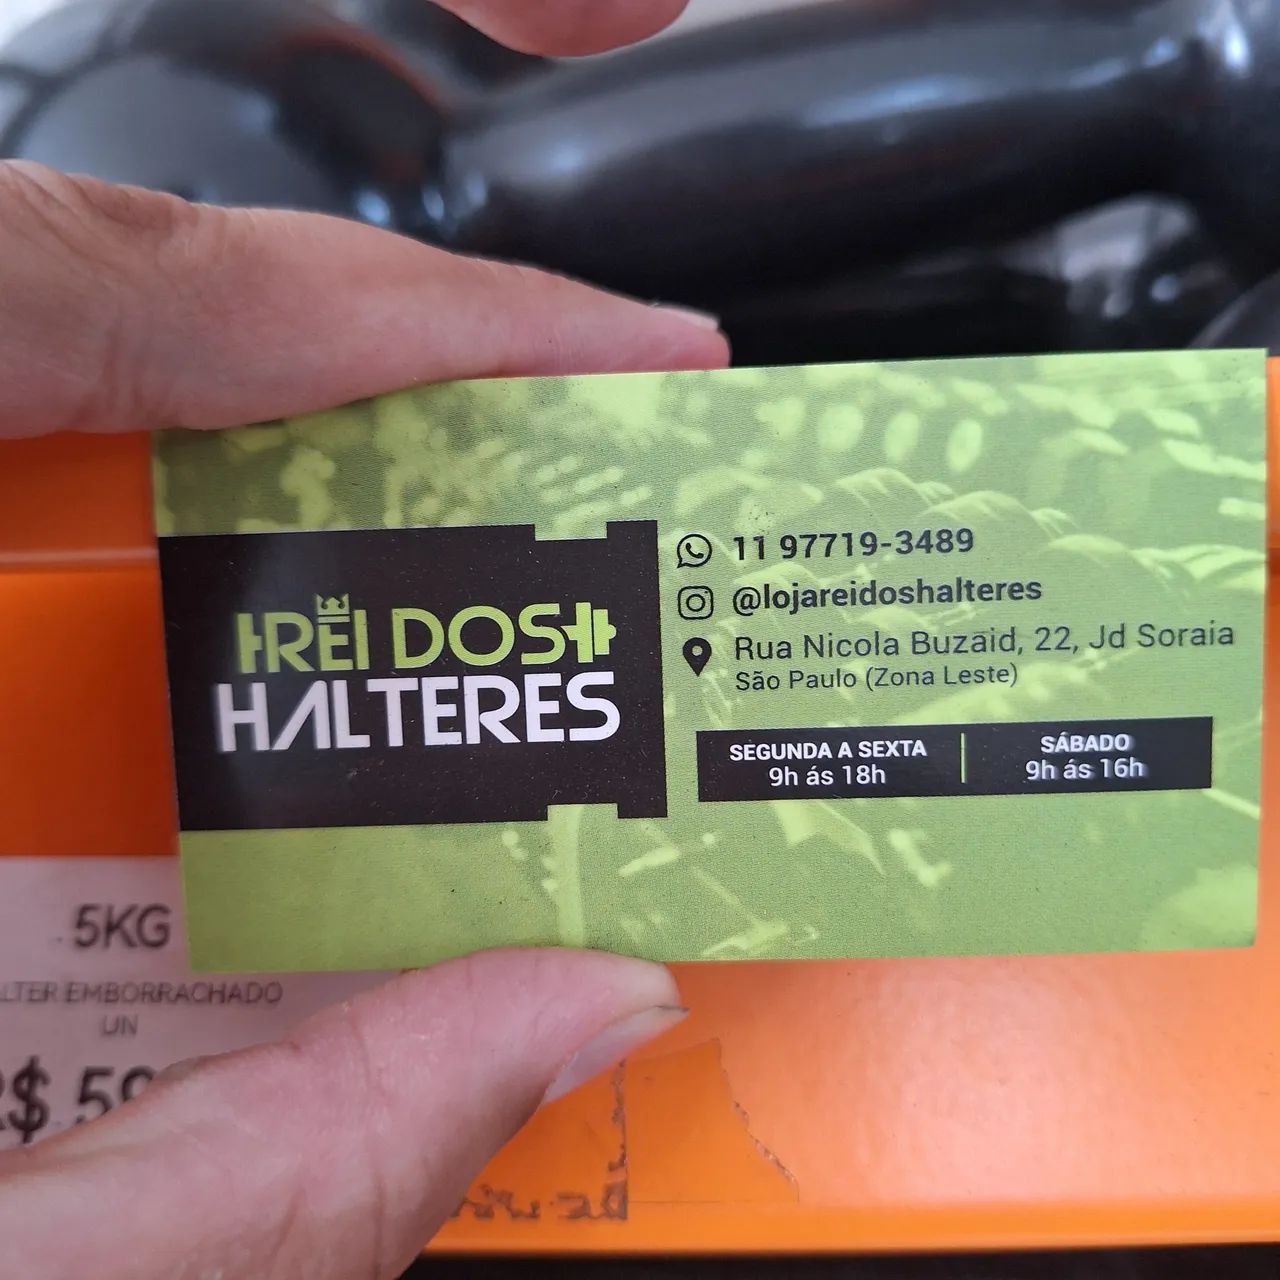 REI DOS
HALTERES
11 97719-3489
@lojareidoshalteres
Rua Nicola Buzaid, 22, Jd Soraia
São Paulo (Zona Leste)
SEGUNDA A SEXTA
9h ás 18h
SÁBADO
9h ás 16h
5KG
EMBORRACHADO
UN